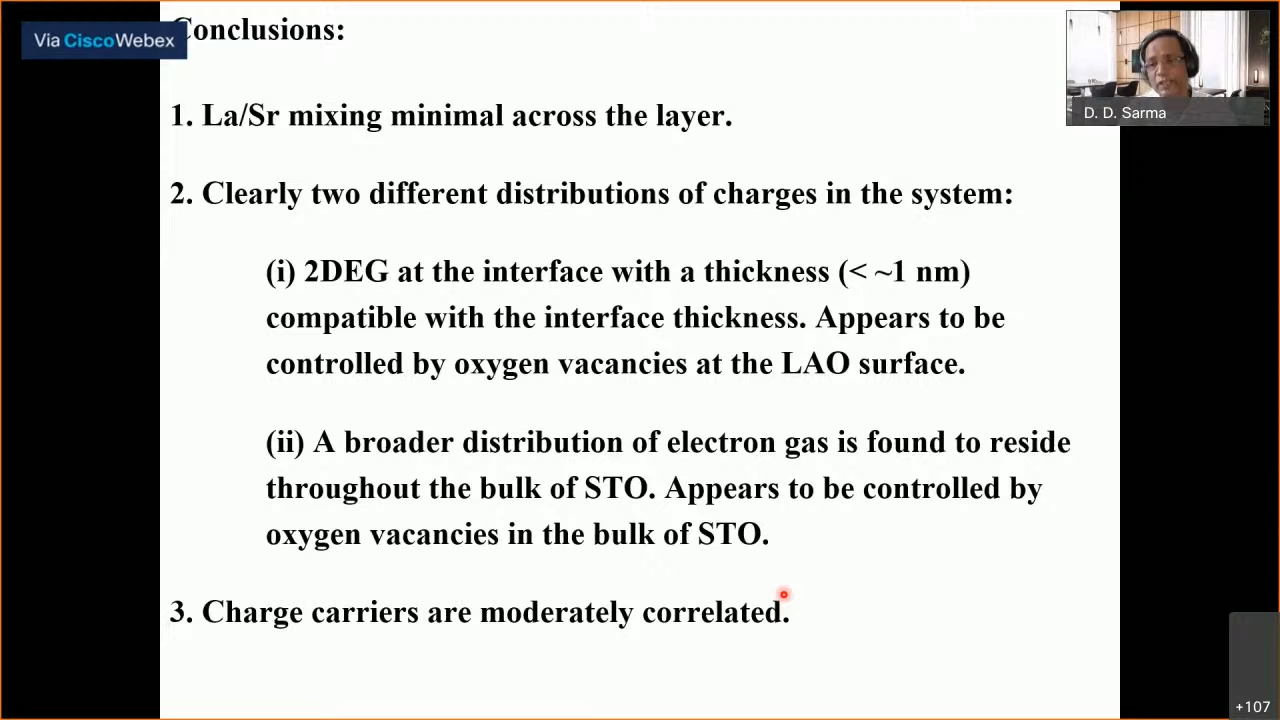 Via CiscoWebex
Conclusions:
D. D. Sarma
1. La/Sr mixing minimal across the layer.
2. Clearly two different distributions of charges in the system:
(i) 2DEG at the interface with a thickness (< ~1 nm)
compatible with the interface thickness. Appears to be
controlled by oxygen vacancies at the LAO surface.
(ii) A broader distribution of electron gas is found to reside
throughout the bulk of STO. Appears to be controlled by
oxygen vacancies in the bulk of STO.
3. Charge carriers are moderately correlated.
+107